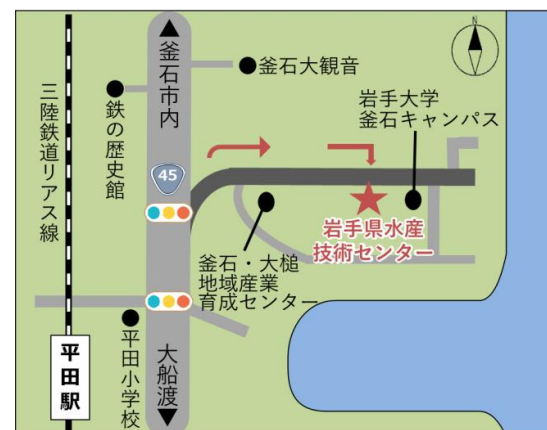 N
釜石市内
釜石大観音
三陸鉄道リアス線
鉄の歴史館
岩手大学
釜石キャンパス
45
岩手県水産
技術センター
釜石・大槌
地域産業
育成センター
平田小学校
大船渡
平田駅